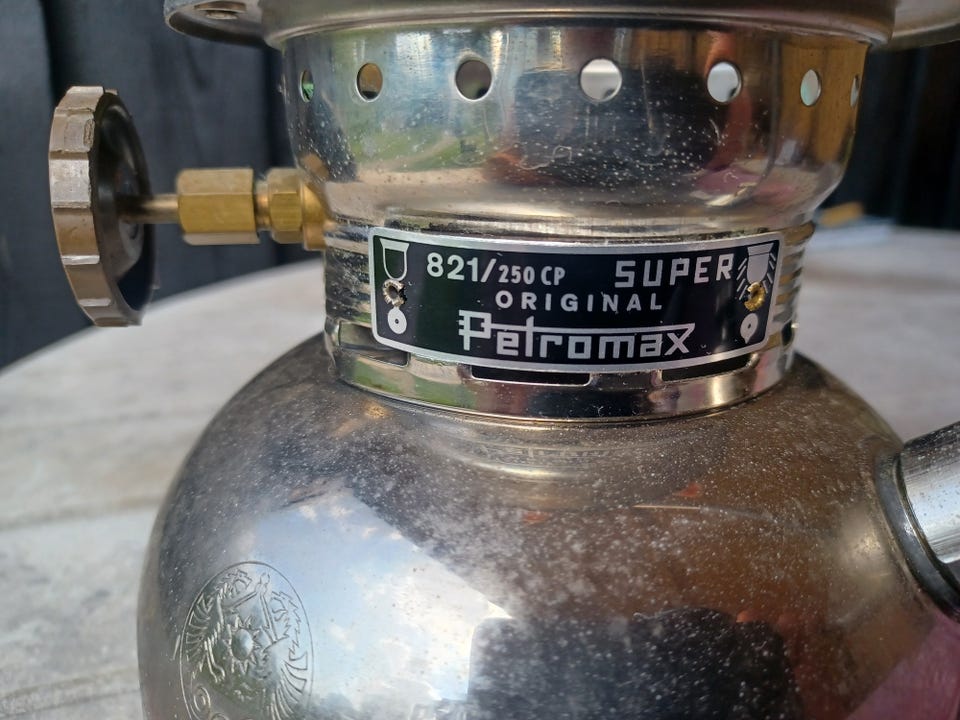 821/250 CP SUPER
ORIGINAL
Petromax